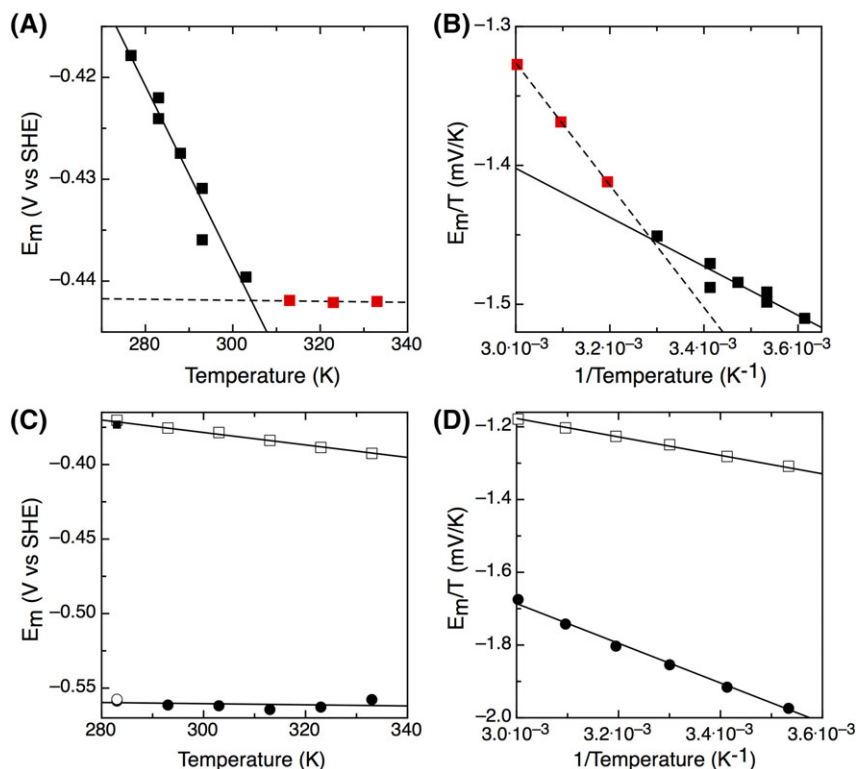 (A)
−0.42
−0.43
−0.44
E_m (V vs SHE)
280 300 320 340
Temperature (K)
(B)
−1.3
−1.4
−1.5
E_m/T (mV/K)
3.0·10⁻³ 3.2·10⁻³ 3.4·10⁻³ 3.6·10⁻³
1/Temperature (K⁻¹)
(C)
−0.40
−0.45
−0.50
−0.55
E_m (V vs SHE)
280 300 320 340
Temperature (K)
(D)
−1.2
−1.4
−1.6
−1.8
−2.0
E_m/T (mV/K)
3.0·10⁻³ 3.2·10⁻³ 3.4·10⁻³ 3.6·10⁻³
1/Temperature (K⁻¹)